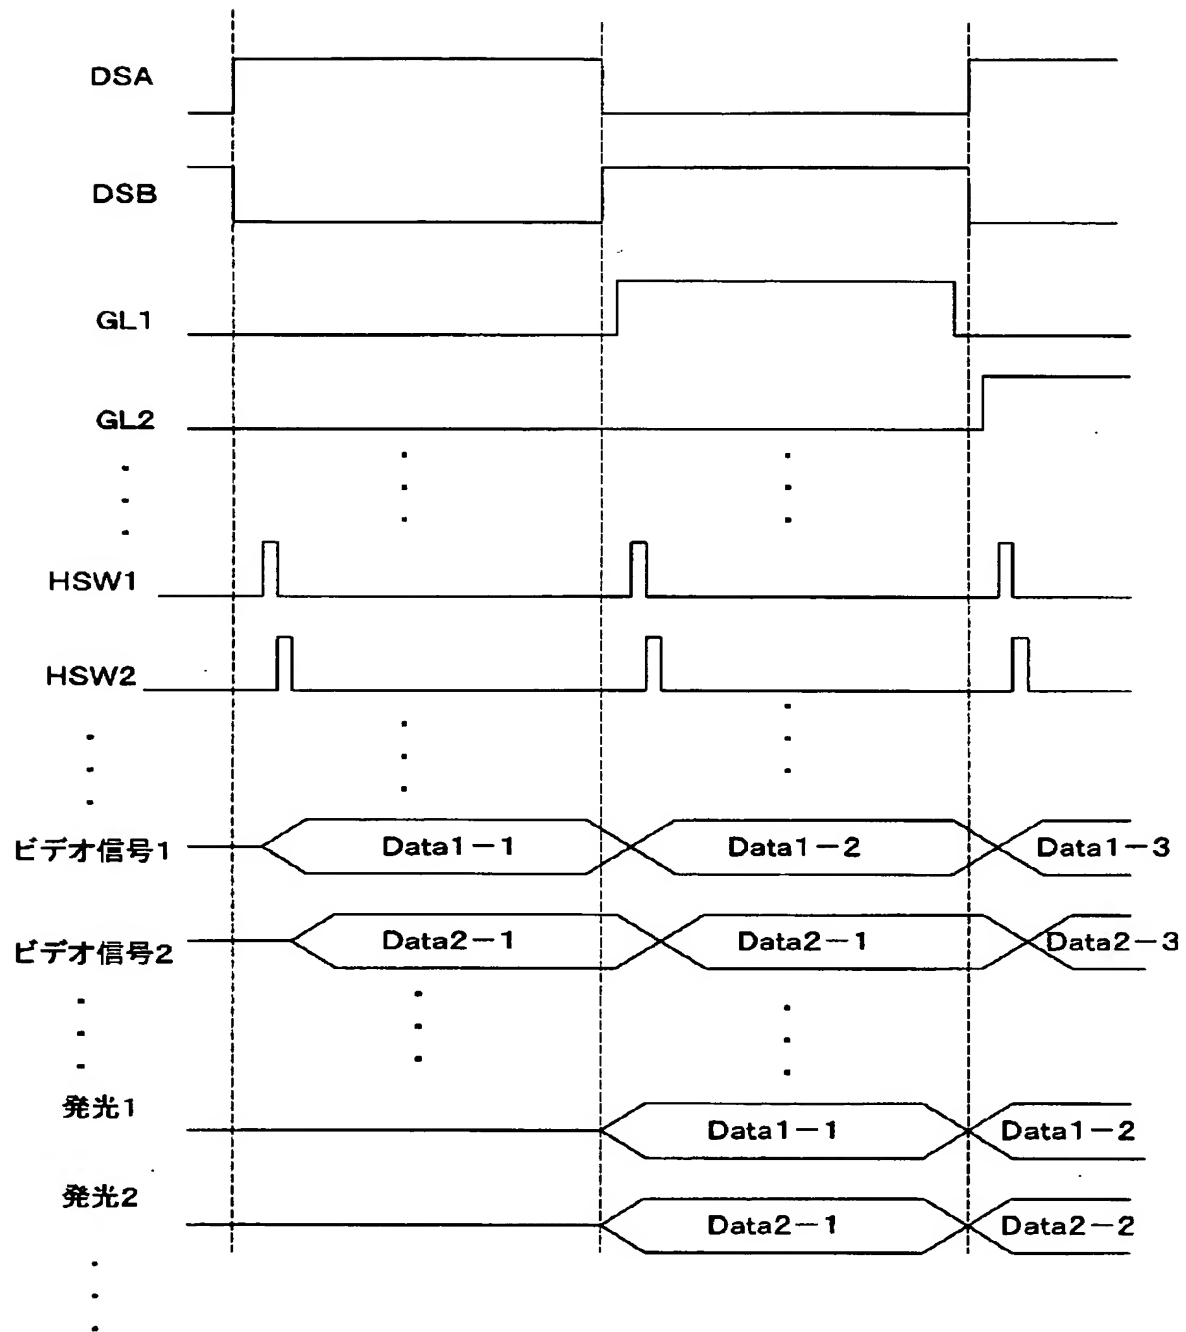 DSA
DSB
GL1
GL2
HSW1
HSW2
ビデオ信号1 Data1-1 Data1-2 Data1-3
ビデオ信号2 Data2-1 Data2-1 Data2-3
発光1 Data1-1 Data1-2
発光2 Data2-1 Data2-2